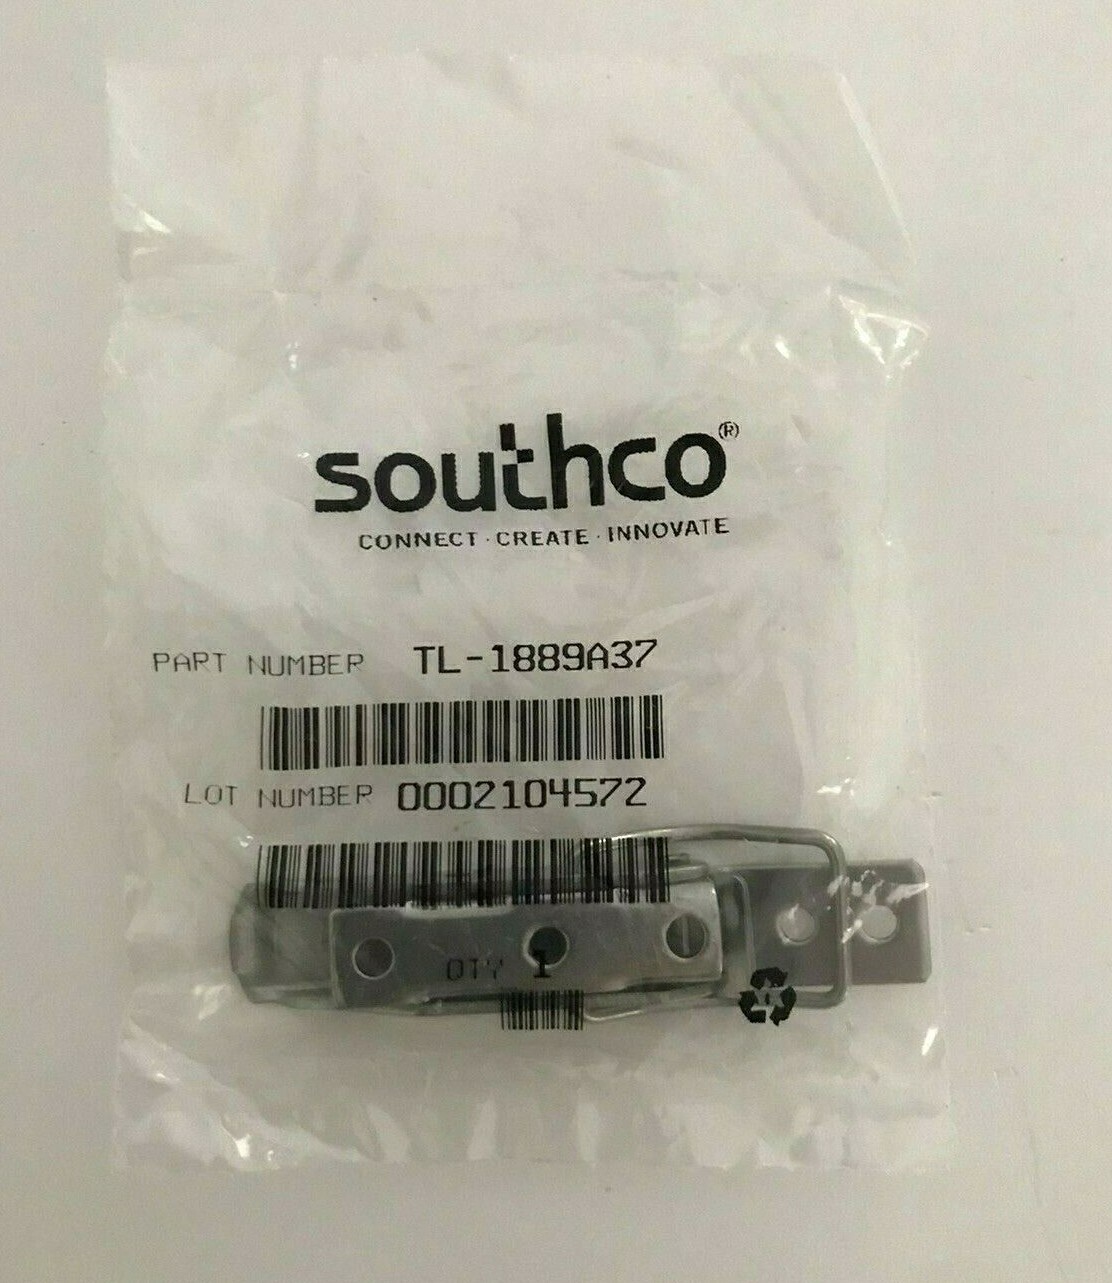 southco®
CONNECT · CREATE · INNOVATE
PART NUMBER TL-1889A37
LOT NUMBER 0002104572
QTY 1